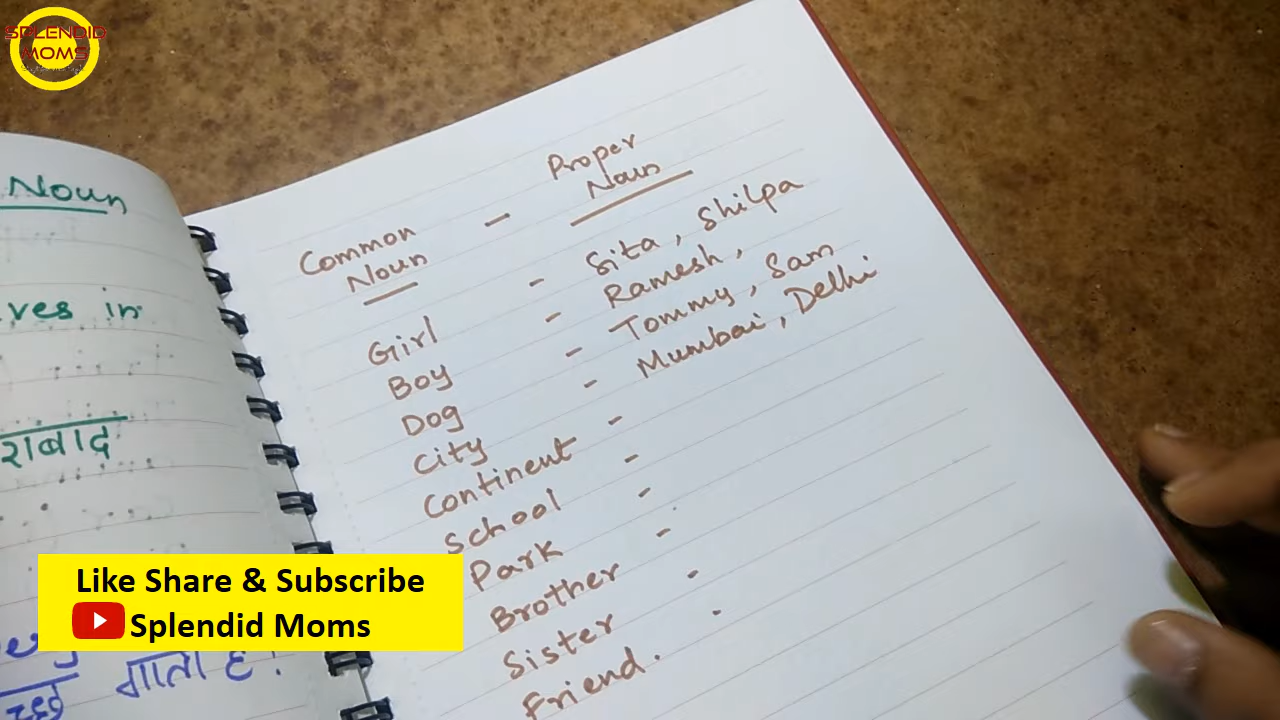 SPLENDID
MOMS
Noun
ves in
राबाद
गाता है!
Common Noun - Proper Noun
Girl - Sita, Shilpa
Boy - Ramesh,
Dog - Tommy, Sam
City - Mumbai, Delhi
Continent -
School -
Park -
Brother -
Sister -
Friend. -
Like Share & Subscribe
Splendid Moms